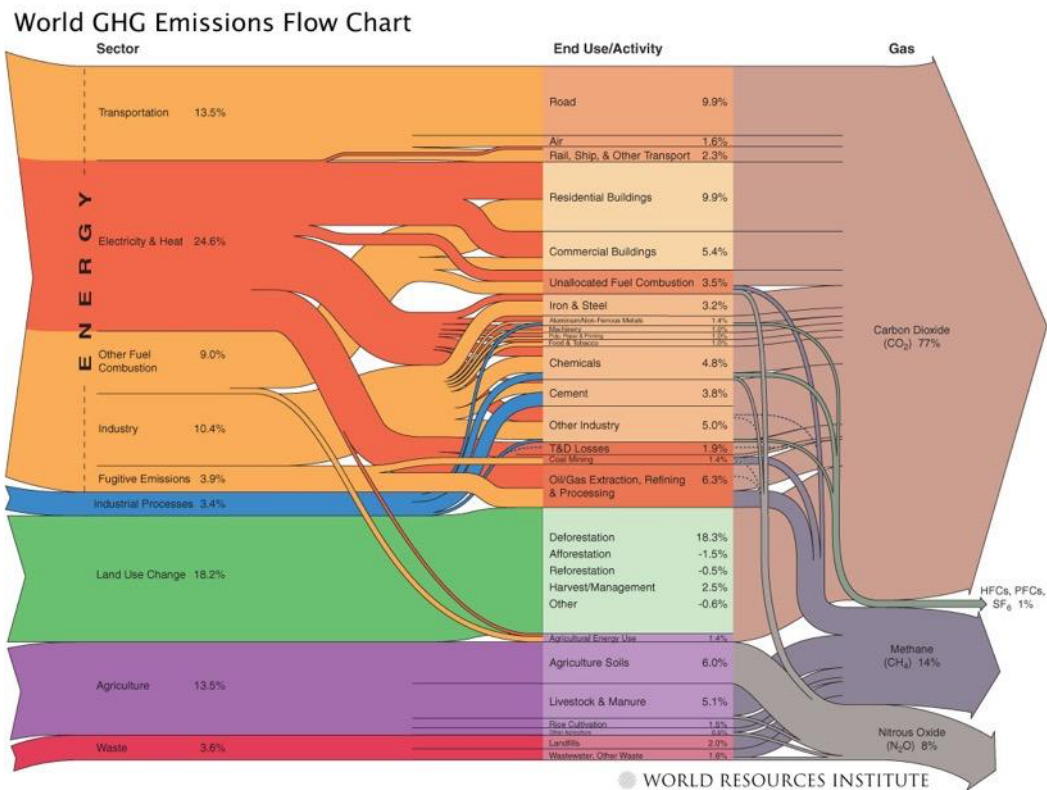 World GHG Emissions Flow Chart
Sector
End Use/Activity
Gas
ENERGY
Transportation 13.5%
Electricity & Heat 24.6%
Other Fuel
Combustion 9.0%
Industry 10.4%
Fugitive Emissions 3.9%
Industrial Processes 3.4%
Land Use Change 18.2%
Agriculture 13.5%
Waste 3.6%
Road 9.9%
Air 1.6%
Rail, Ship, & Other Transport 2.3%
Residential Buildings 9.9%
Commercial Buildings 5.4%
Unallocated Fuel Combustion 3.5%
Iron & Steel 3.2%
Aluminum/Non-Ferrous Metals 1.4%
Machinery 1.0%
Pulp, Paper & Printing 1.0%
Food & Tobacco 1.0%
Chemicals 4.8%
Cement 3.8%
Other Industry 5.0%
T&D Losses 1.9%
Coal Mining 1.4%
Oil/Gas Extraction, Refining
& Processing 6.3%
Deforestation 18.3%
Afforestation -1.5%
Reforestation -0.5%
Harvest/Management 2.5%
Other -0.6%
Agricultural Energy Use 1.4%
Agriculture Soils 6.0%
Livestock & Manure 5.1%
Rice Cultivation 1.5%
Other Agriculture 0.9%
Landfills 2.0%
Wastewater, Other Waste 1.6%
Carbon Dioxide
(CO₂) 77%
HFCs, PFCs,
SF₆ 1%
Methane
(CH₄) 14%
Nitrous Oxide
(N₂O) 8%
WORLD RESOURCES INSTITUTE